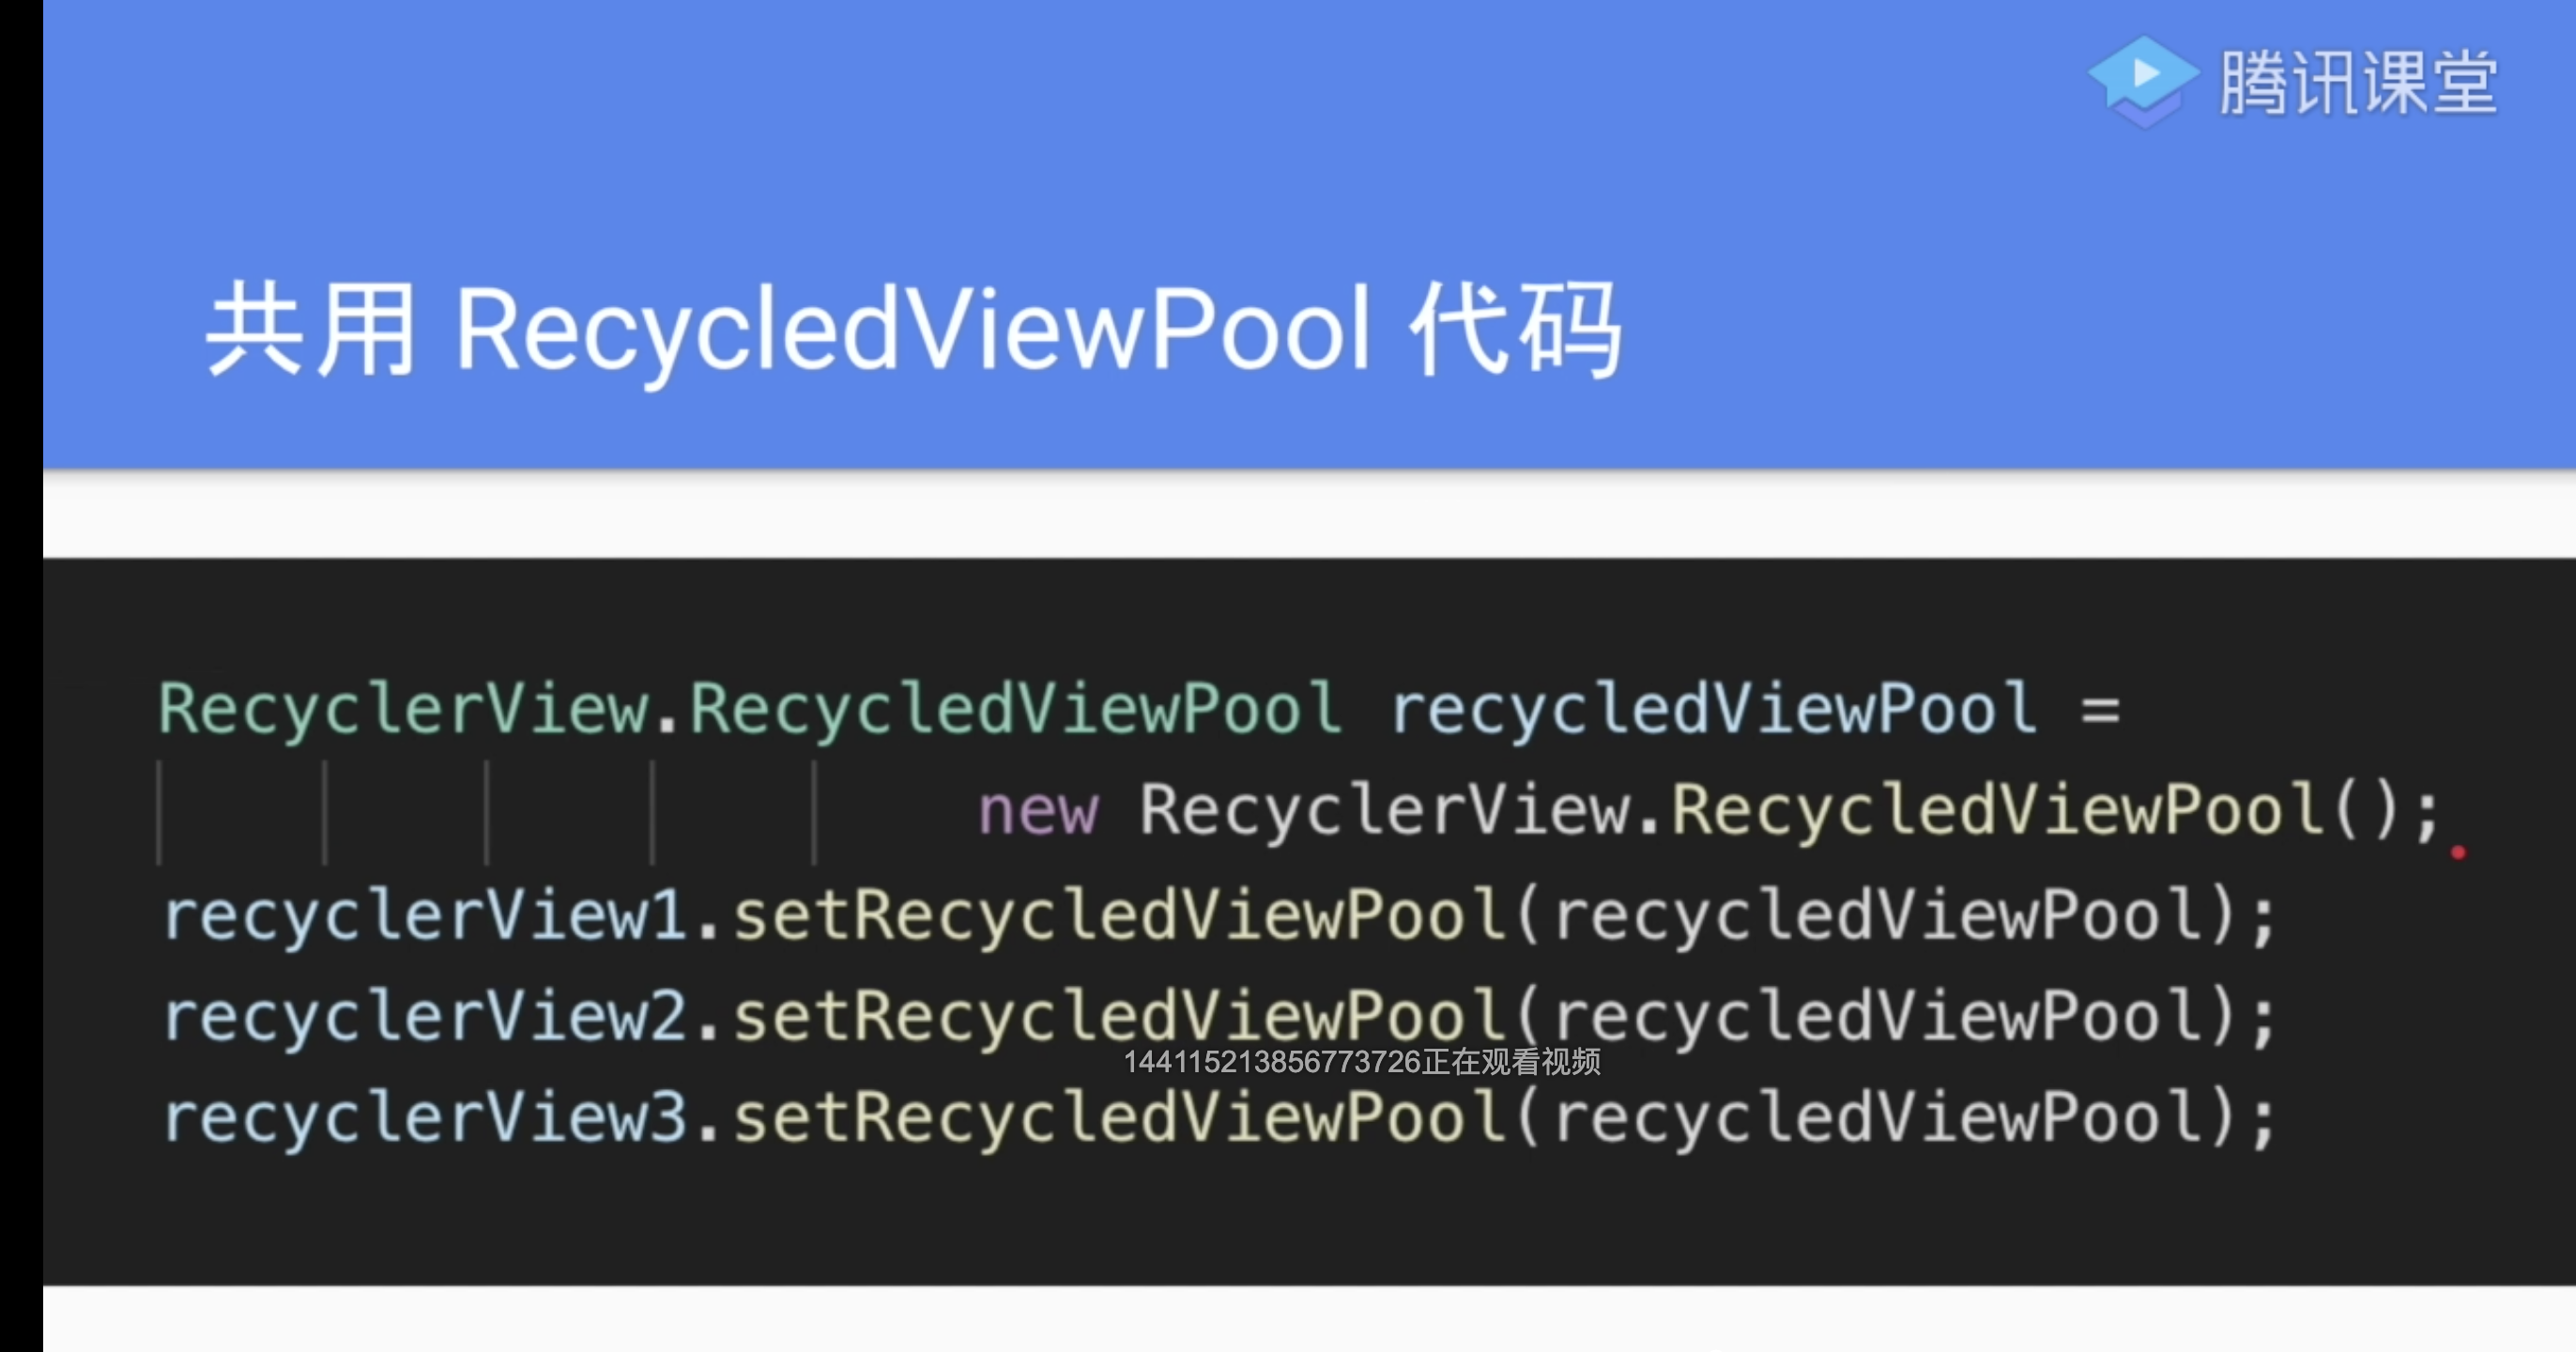 腾讯课堂
共用 RecycledViewPool 代码
RecyclerView.RecycledViewPool recycledViewPool =
new RecyclerView.RecycledViewPool();
recyclerView1.setRecycledViewPool(recycledViewPool);
recyclerView2.setRecycledViewPool(recycledViewPool);
144115213856773726正在观看视频
recyclerView3.setRecycledViewPool(recycledViewPool);